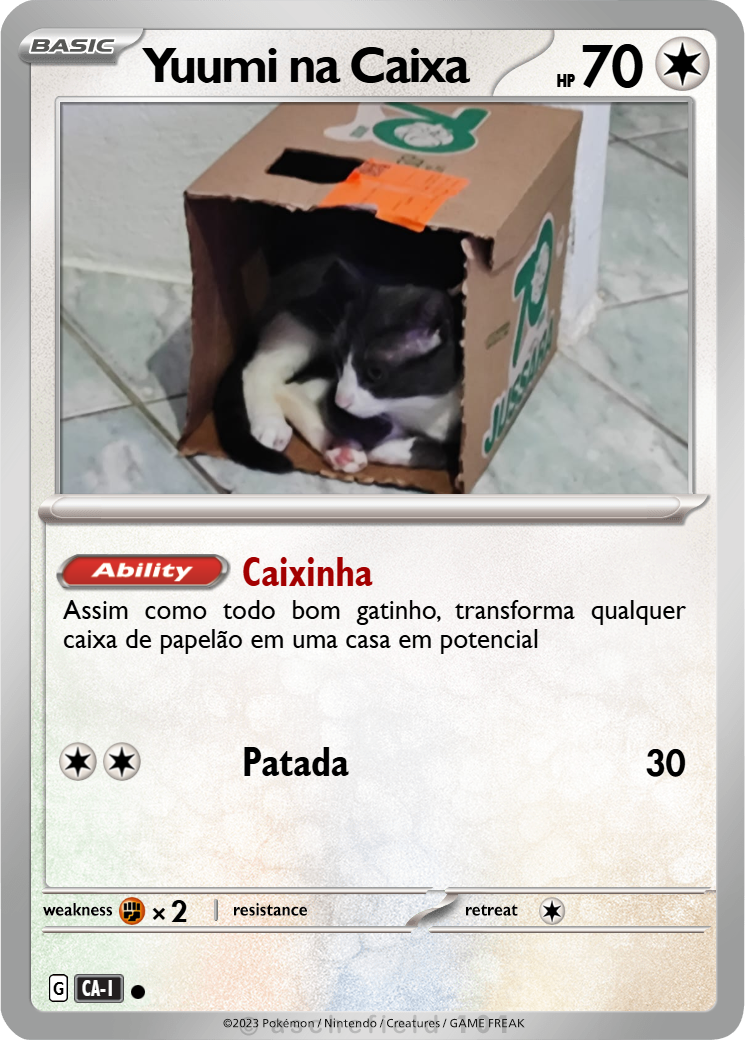 BASIC
Yuumi na Caixa
HP 70
JUSSARA
Ability Caixinha
Assim como todo bom gatinho, transforma qualquer
caixa de papelão em uma casa em potencial
Patada 30
weakness × 2 resistance retreat
G CA-I
©2023 Pokémon / Nintendo / Creatures / GAME FREAK